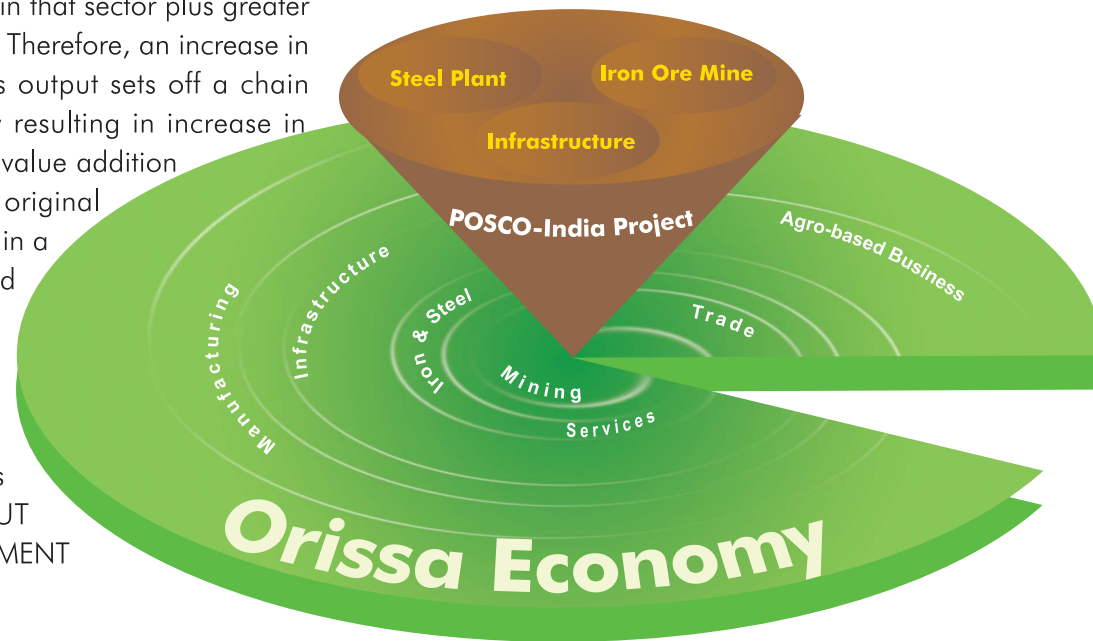 in that sector plus greater
Therefore, an increase in
output sets off a chain
resulting in increase in
value addition
original
in a
UT
MENT
Steel Plant
Iron Ore Mine
Infrastructure
POSCO-India Project
Agro-based Business
Trade
Iron & Steel
Infrastructure
Manufacturing
Mining
Services
Orissa Economy